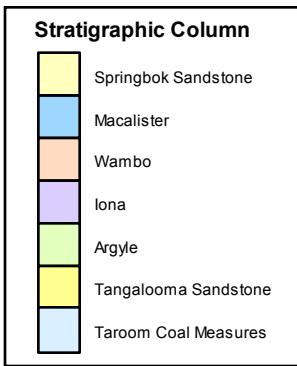 Stratigraphic Column
Springbok Sandstone
Macalister
Wambo
Iona
Argyle
Tangalooma Sandstone
Taroom Coal Measures